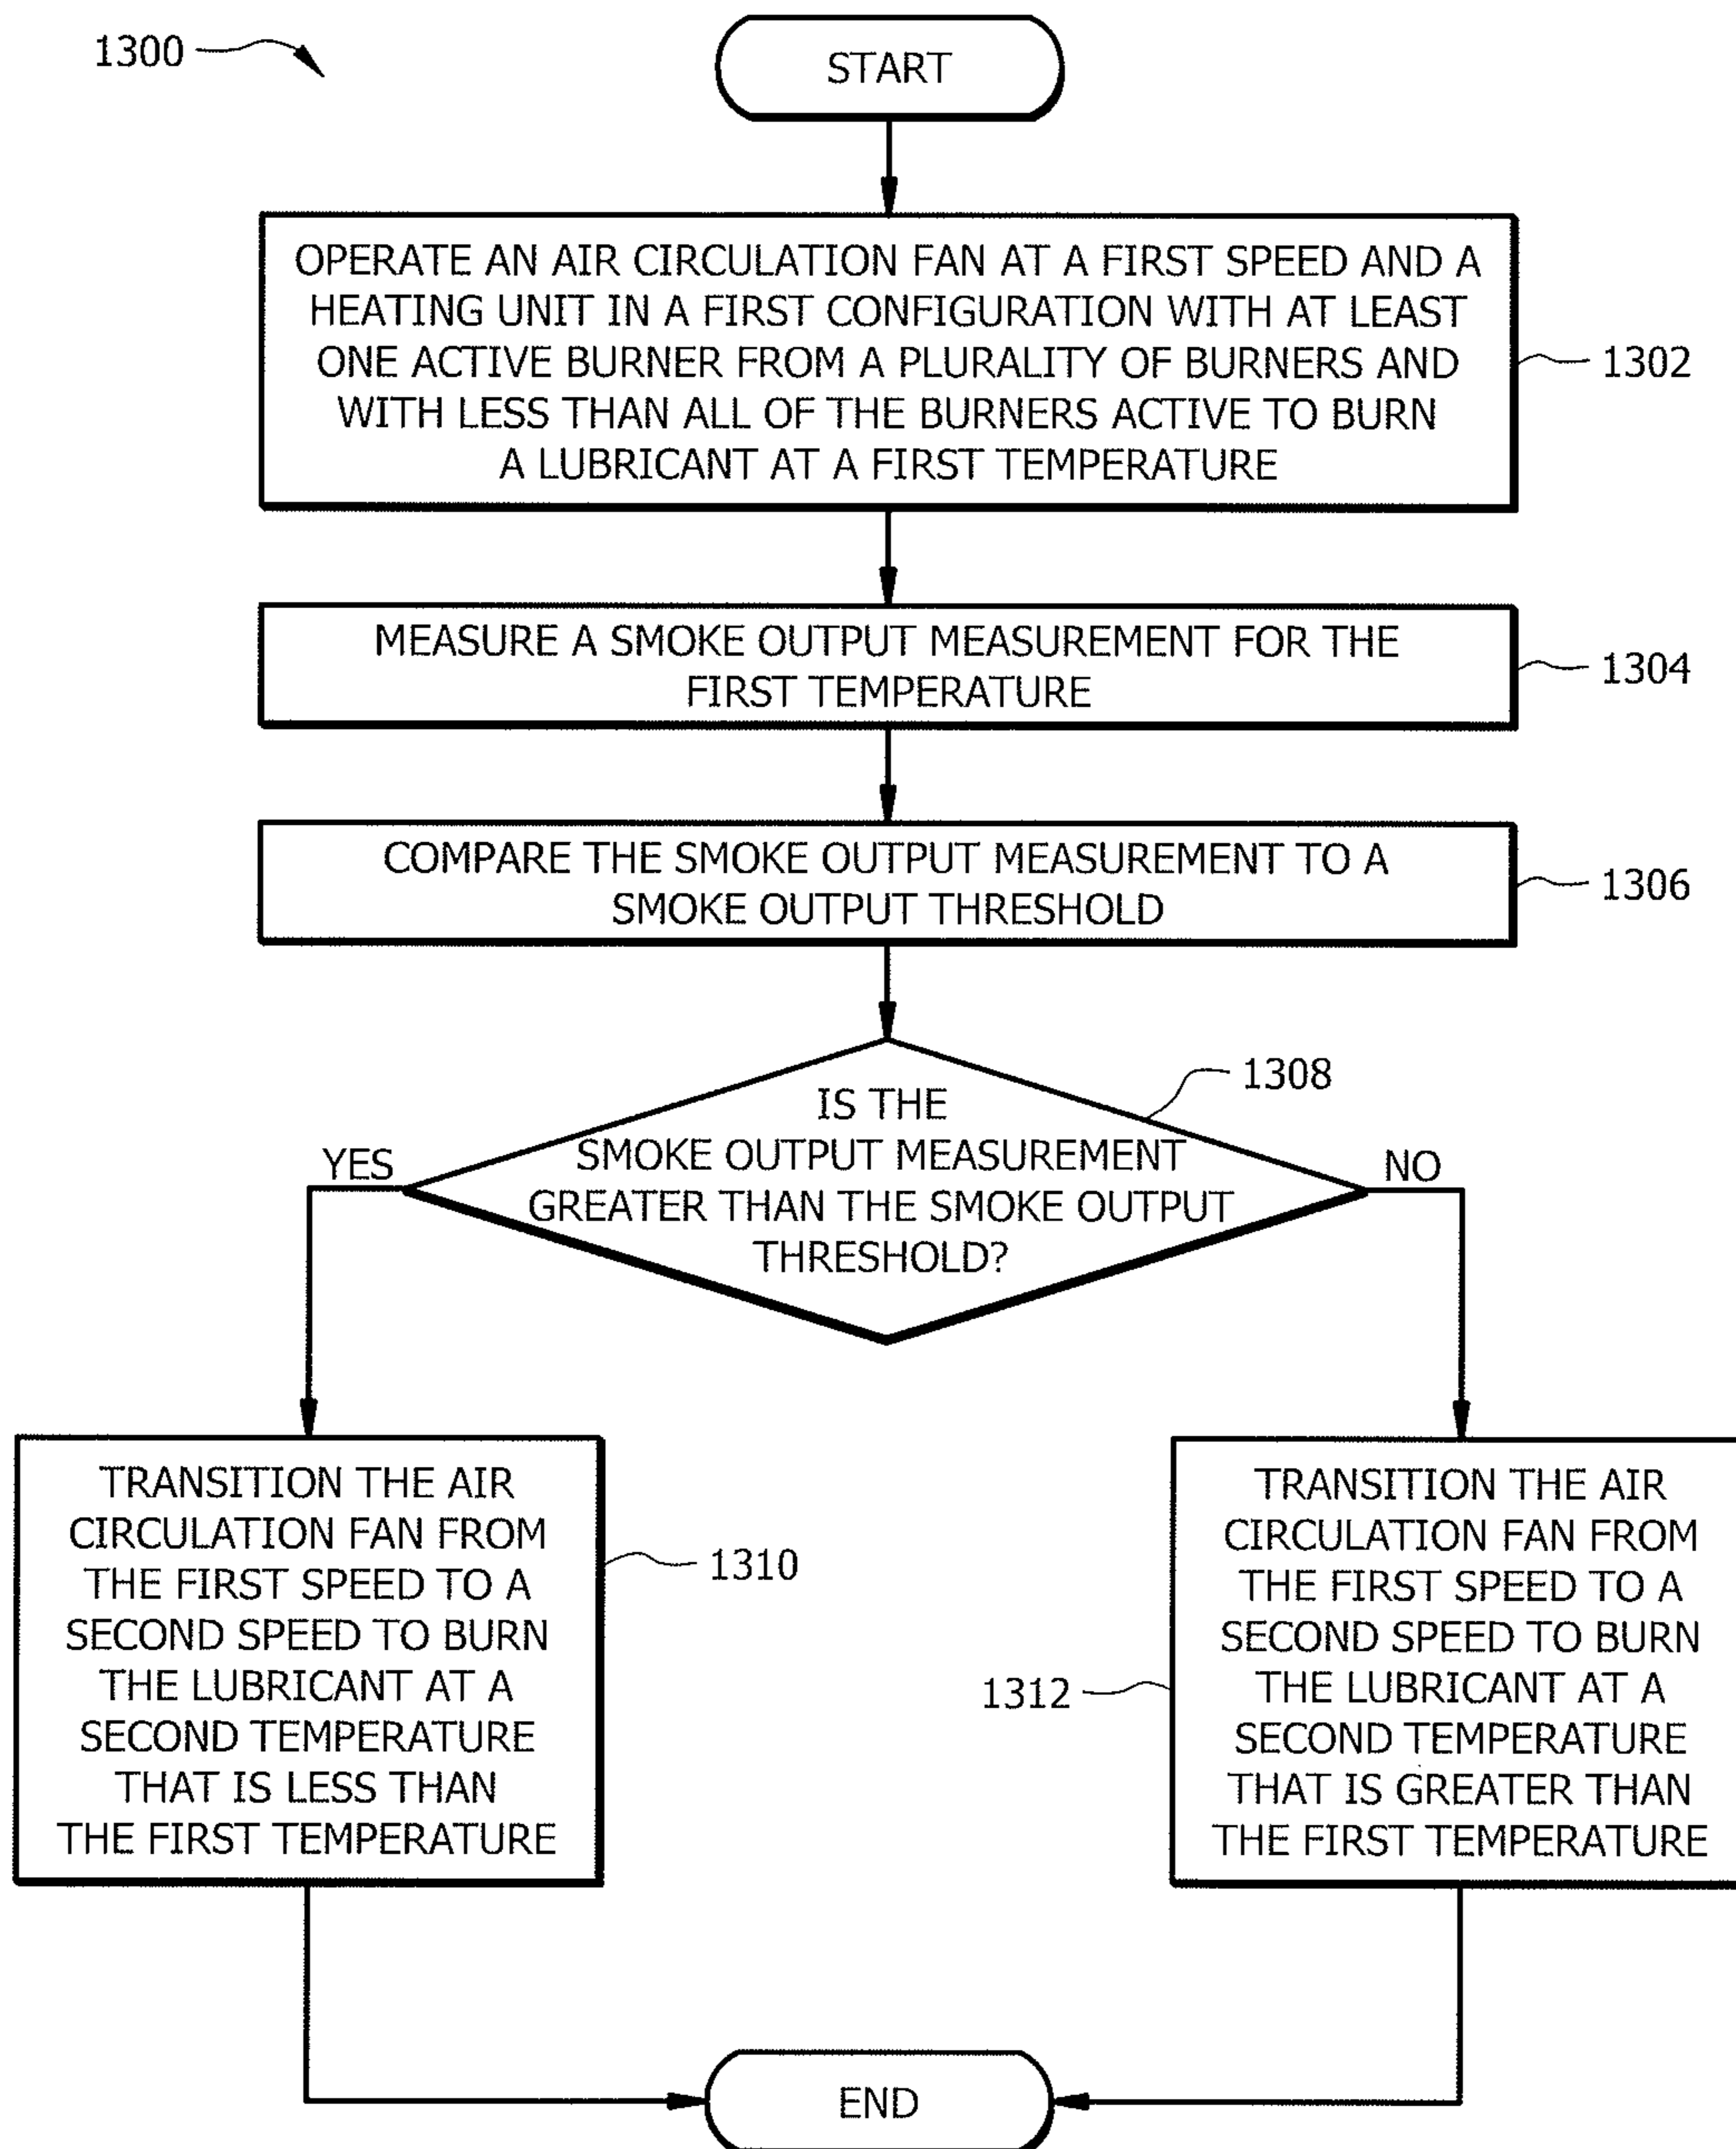 1300
START
OPERATE AN AIR CIRCULATION FAN AT A FIRST SPEED AND A
HEATING UNIT IN A FIRST CONFIGURATION WITH AT LEAST
ONE ACTIVE BURNER FROM A PLURALITY OF BURNERS AND
WITH LESS THAN ALL OF THE BURNERS ACTIVE TO BURN
A LUBRICANT AT A FIRST TEMPERATURE
1302
MEASURE A SMOKE OUTPUT MEASUREMENT FOR THE
FIRST TEMPERATURE
1304
COMPARE THE SMOKE OUTPUT MEASUREMENT TO A
SMOKE OUTPUT THRESHOLD
1306
IS THE
SMOKE OUTPUT MEASUREMENT
GREATER THAN THE SMOKE OUTPUT
THRESHOLD?
1308
YES
NO
TRANSITION THE AIR
CIRCULATION FAN FROM
THE FIRST SPEED TO A
SECOND SPEED TO BURN
THE LUBRICANT AT A
SECOND TEMPERATURE
THAT IS LESS THAN
THE FIRST TEMPERATURE
1310
TRANSITION THE AIR
CIRCULATION FAN FROM
THE FIRST SPEED TO A
SECOND SPEED TO BURN
THE LUBRICANT AT A
SECOND TEMPERATURE
THAT IS GREATER THAN
THE FIRST TEMPERATURE
1312
END